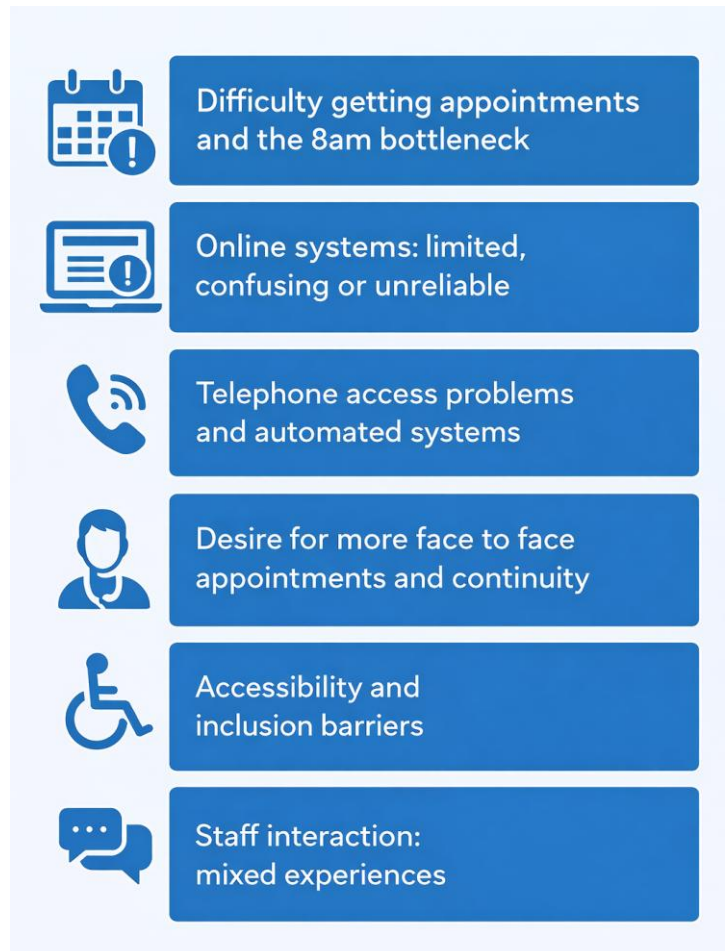 Difficulty getting appointments
and the 8am bottleneck
Online systems: limited,
confusing or unreliable
Telephone access problems
and automated systems
Desire for more face to face
appointments and continuity
Accessibility and
inclusion barriers
Staff interaction:
mixed experiences